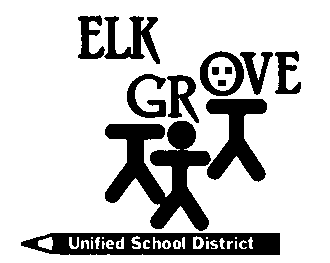 ELK
GROVE
Unified School District